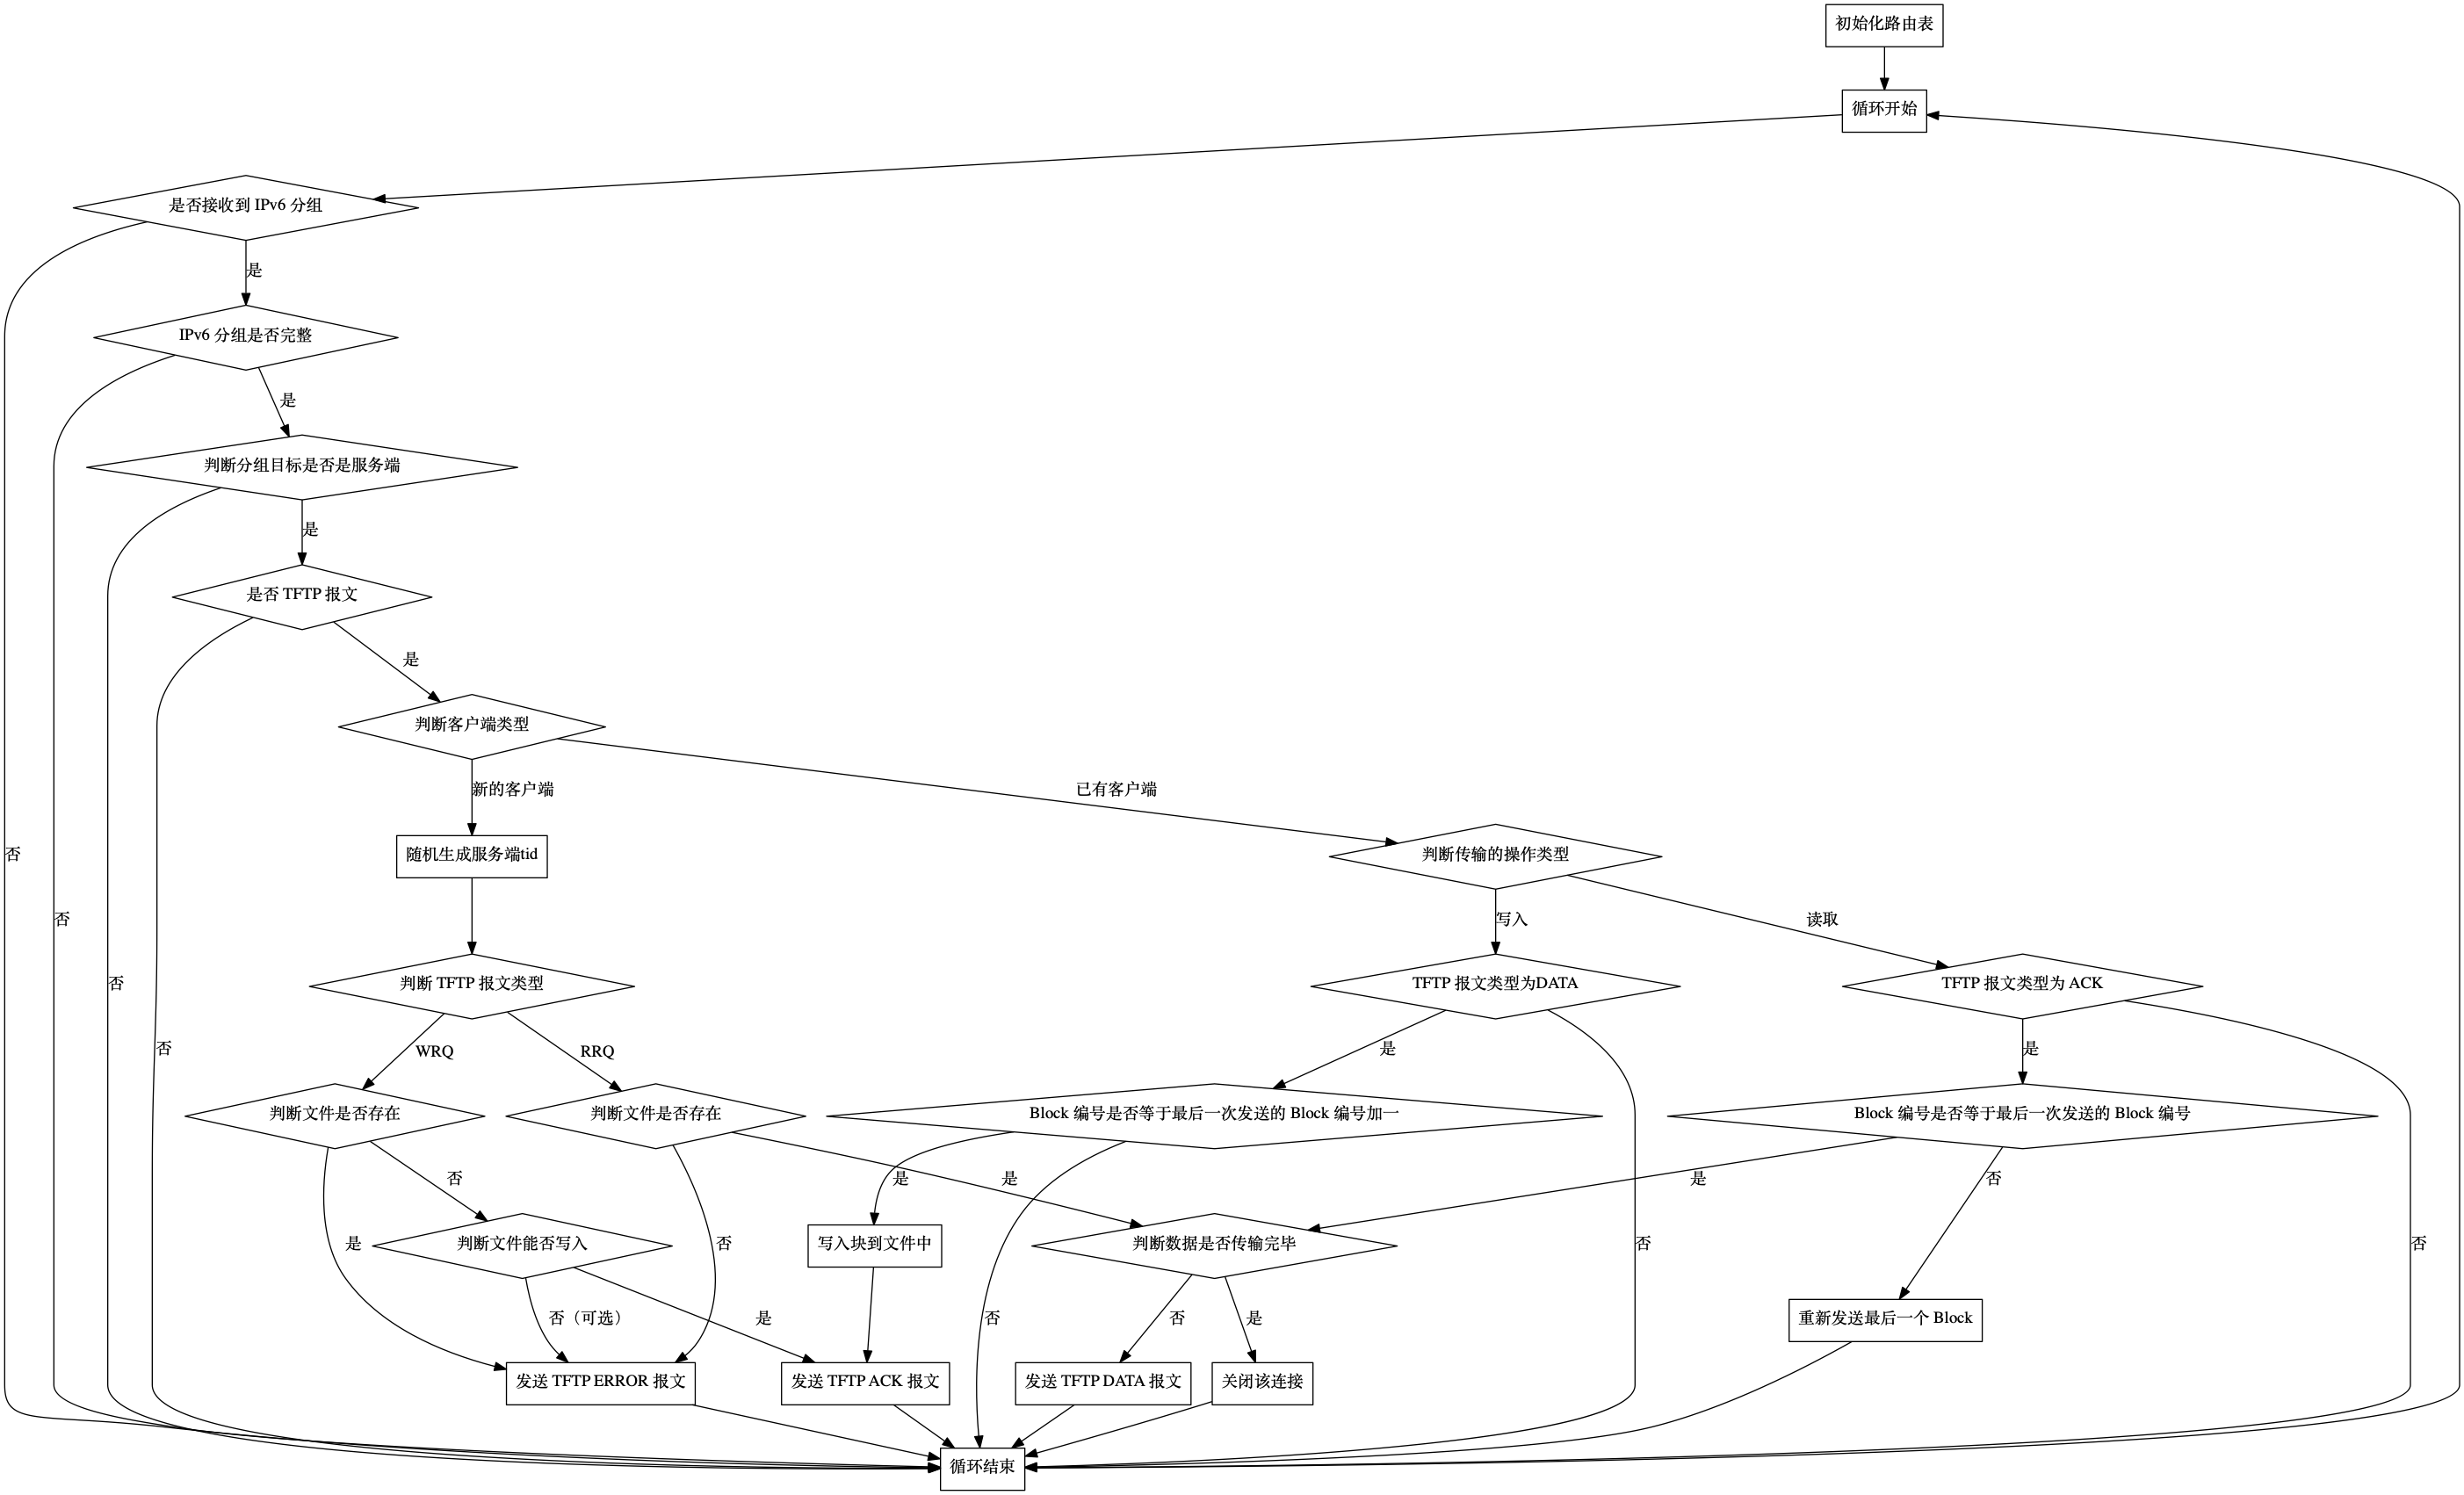 初始化路由表
循环开始
是否接收到 IPv6 分组
是
IPv6 分组是否完整
是
判断分组目标是否是服务端
是
是否 TFTP 报文
是
判断客户端类型
新的客户端
已有客户端
否
随机生成服务端tid
判断传输的操作类型
否
写入
读取
否
判断 TFTP 报文类型
TFTP 报文类型为DATA
TFTP 报文类型为 ACK
否
WRQ
RRQ
是
是
判断文件是否存在
判断文件是否存在
Block 编号是否等于最后一次发送的 Block 编号加一
Block 编号是否等于最后一次发送的 Block 编号
否
是
是
是
否
是
判断文件能否写入
否
写入块到文件中
判断数据是否传输完毕
否
否
否（可选）
是
否
否
是
重新发送最后一个 Block
发送 TFTP ERROR 报文
发送 TFTP ACK 报文
发送 TFTP DATA 报文
关闭该连接
循环结束